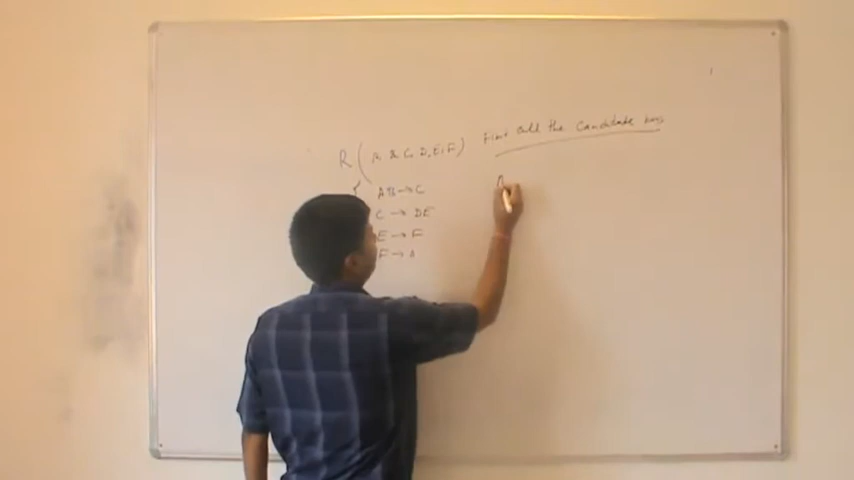 R ( A B C, D, E, F ) Find all the Candidate keys
{ AB → C
C → DE
E → F
F → A